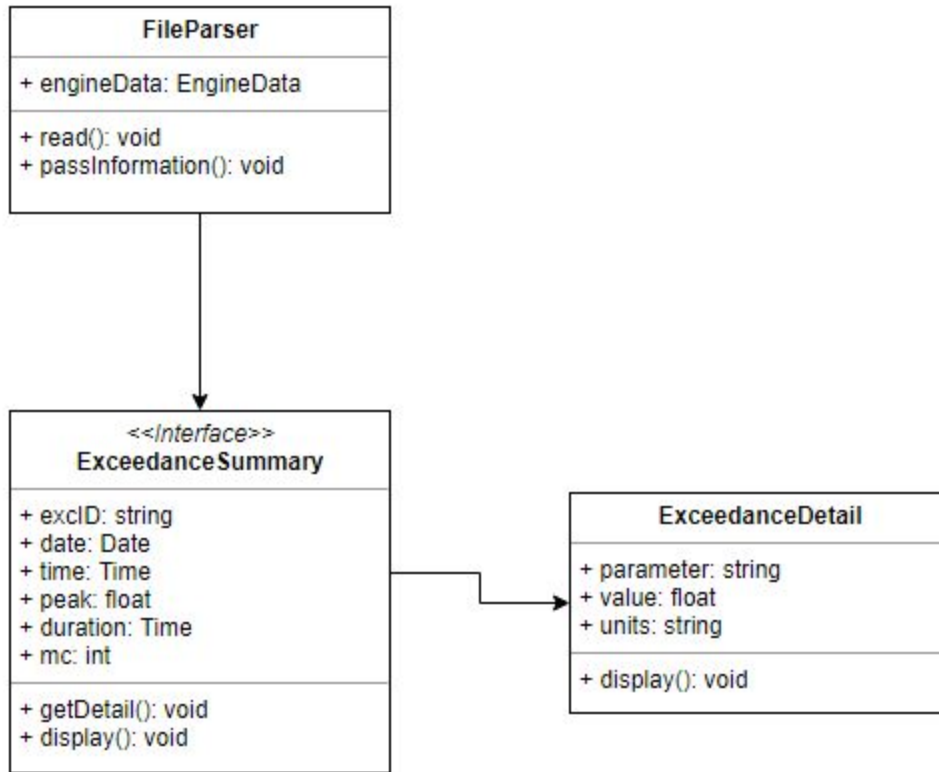 FileParser
+ engineData: EngineData
+ read(): void
+ passInformation(): void
<<Interface>>
ExceedanceSummary
+ excID: string
+ date: Date
+ time: Time
+ peak: float
+ duration: Time
+ mc: int
+ getDetail(): void
+ display(): void
ExceedanceDetail
+ parameter: string
+ value: float
+ units: string
+ display(): void